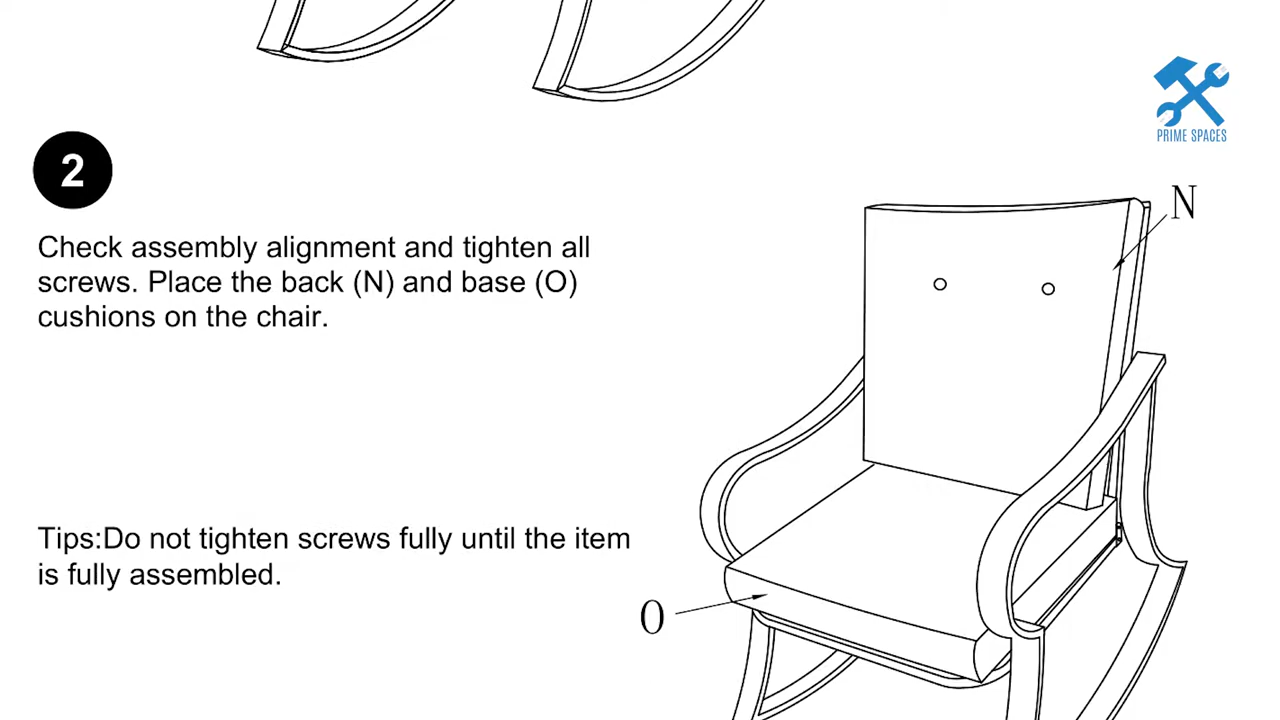 PRIME SPACES
2
N
Check assembly alignment and tighten all
screws. Place the back (N) and base (O)
cushions on the chair.
Tips:Do not tighten screws fully until the item
is fully assembled.
O